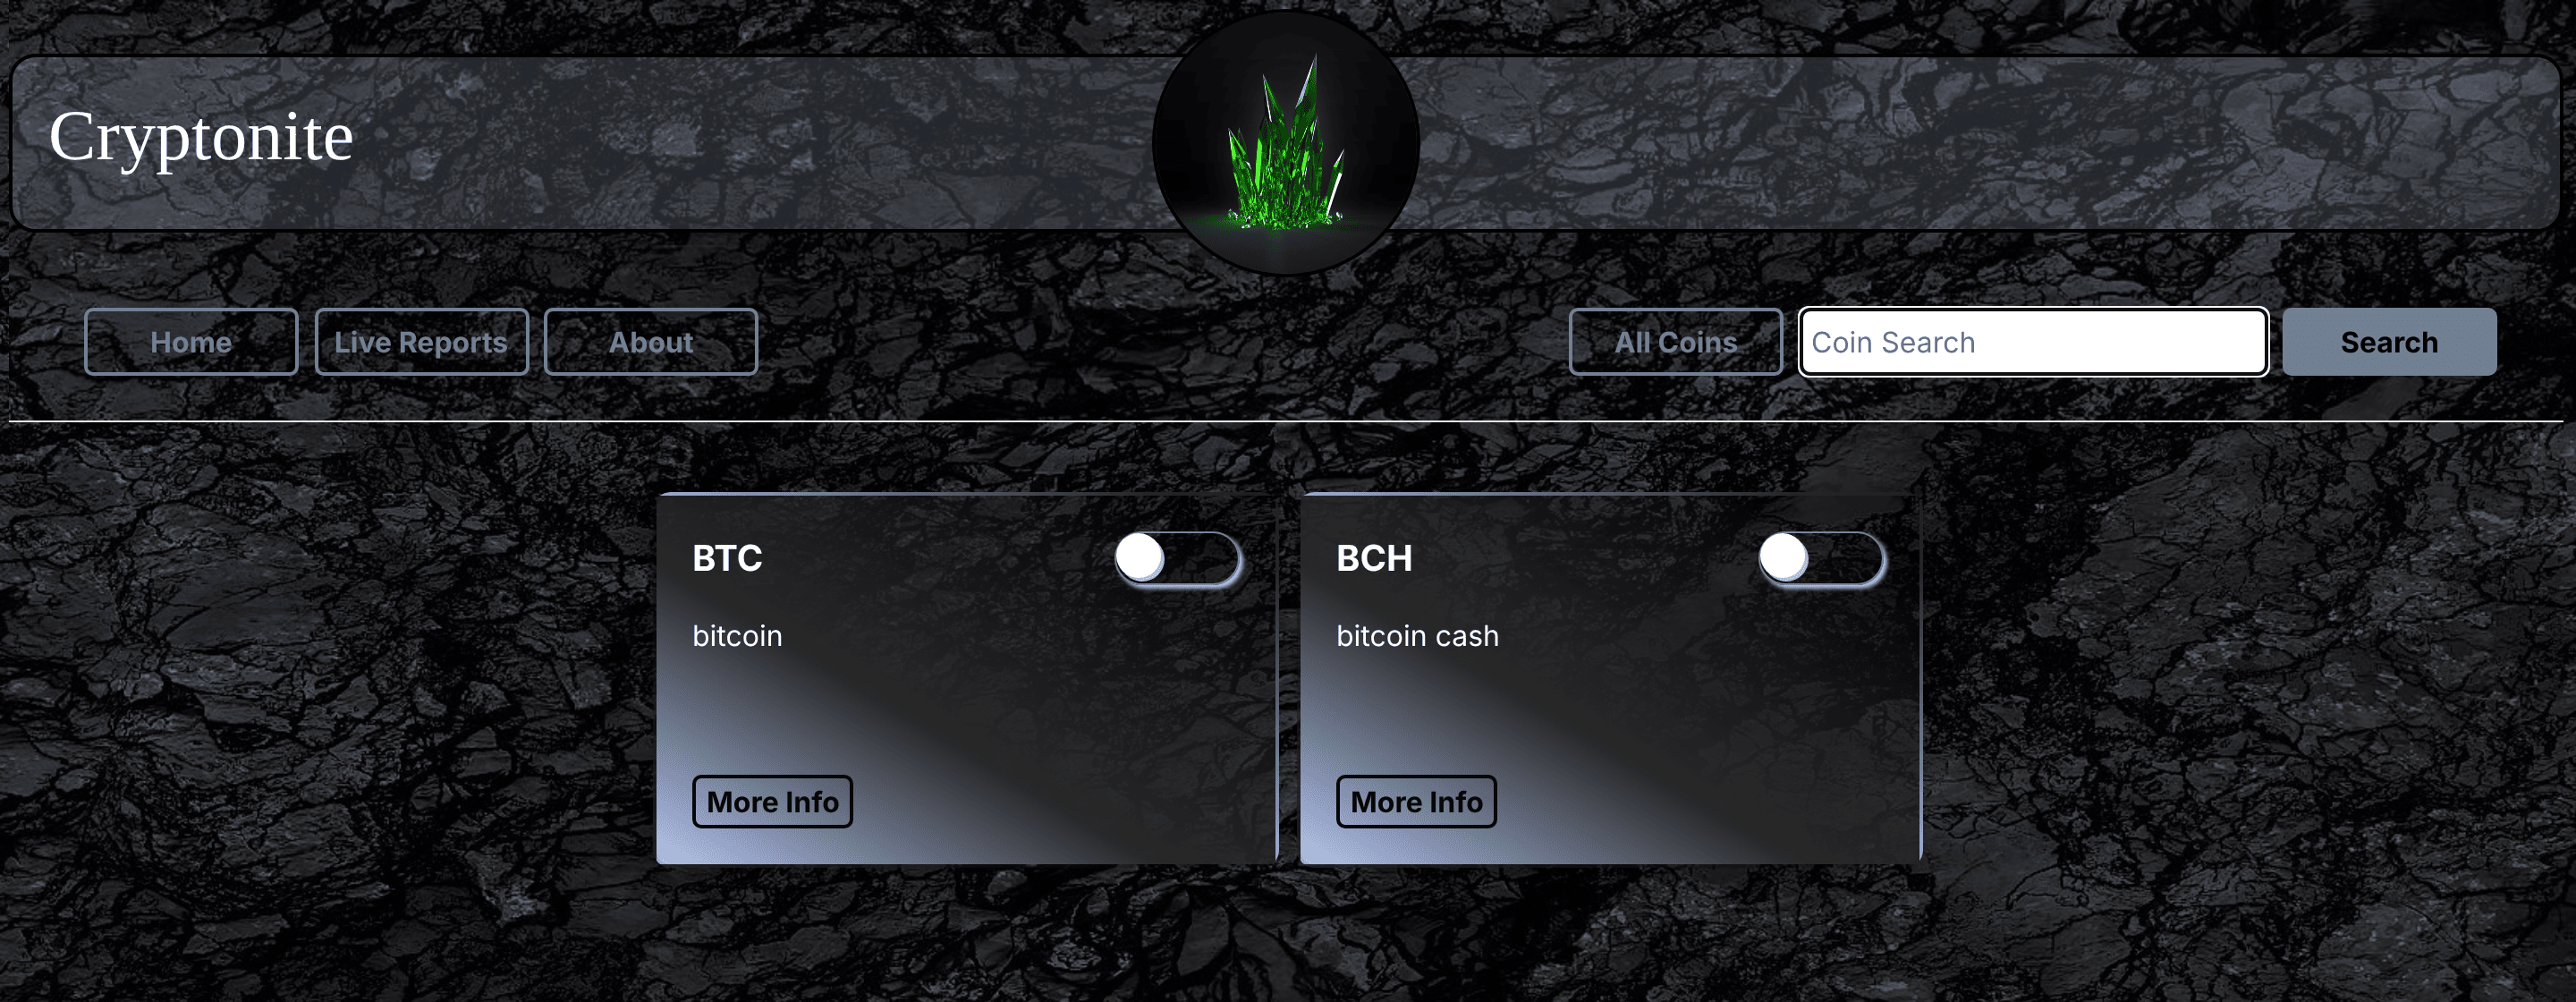 Cryptonite
Home
Live Reports
About
All Coins
Coin Search
Search
BTC
bitcoin
More Info
BCH
bitcoin cash
More Info